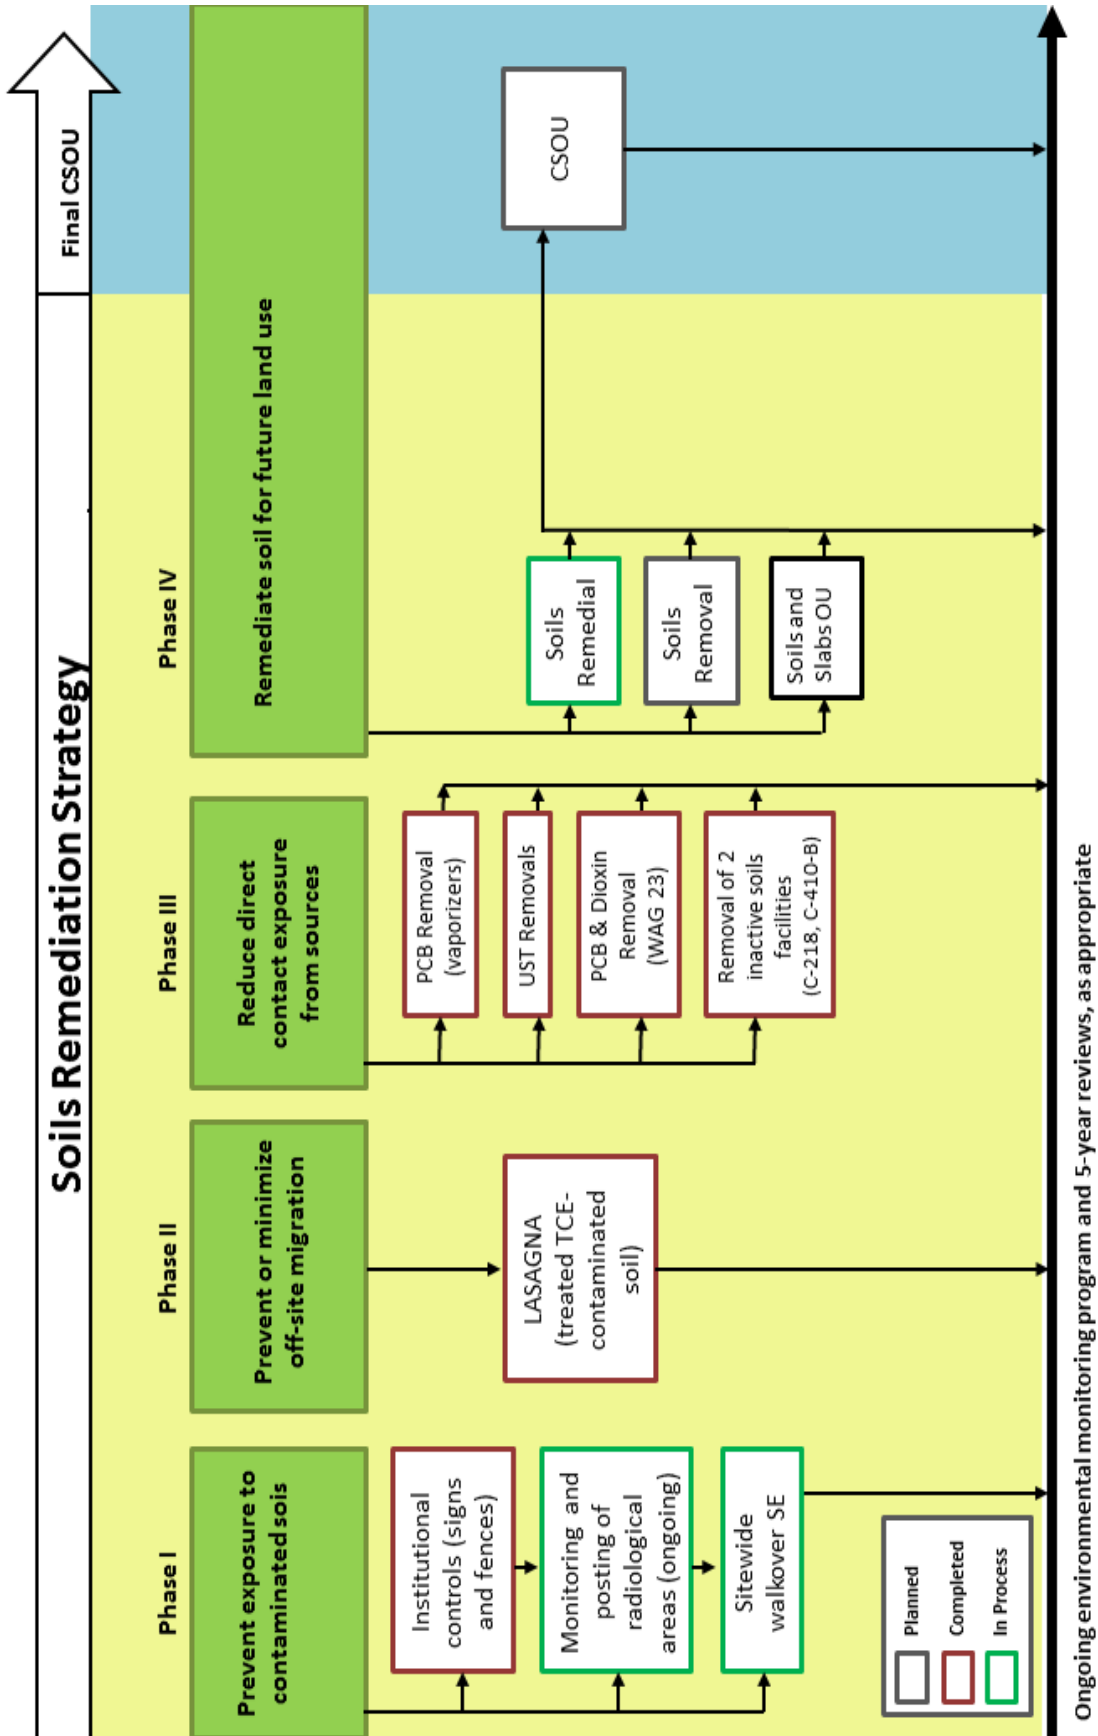 Soils Remediation Strategy
Final CSOU
Phase I
Prevent exposure to
contaminated sois
Institutional
controls (signs
and fences)
Monitoring and
posting of
radiological
areas (ongoing)
Sitewide
walkover SE
Phase II
Prevent or minimize
off-site migration
LASAGNA
(treated TCE-
contaminated
soil)
Phase III
Reduce direct
contact exposure
from sources
PCB Removal
(vaporizers)
UST Removals
PCB & Dioxin
Removal
(WAG 23)
Removal of 2
inactive soils
facilities
(C-218, C-410-B)
Phase IV
Remediate soil for future land use
Soils
Remedial
Soils
Removal
Soils and
Slabs OU
CSOU
Planned
Completed
In Process
Ongoing environmental monitoring program and 5-year reviews, as appropriate